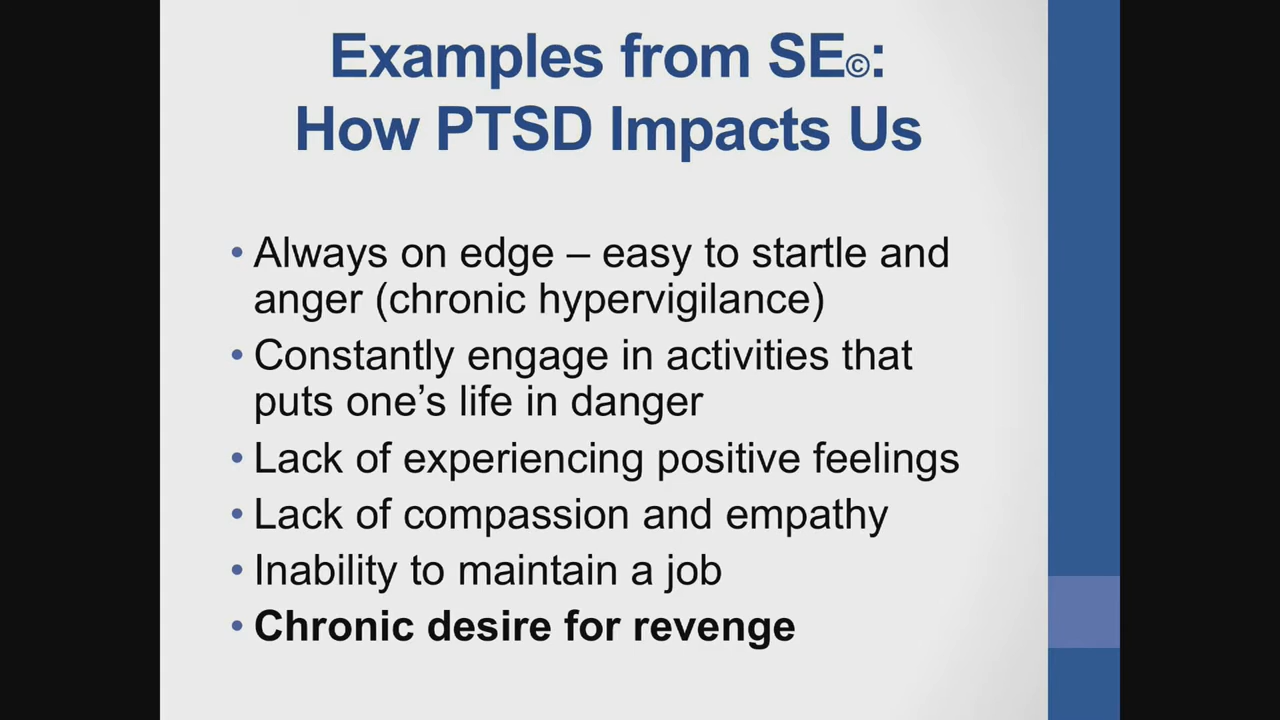 Examples from SE©:
How PTSD Impacts Us
• Always on edge – easy to startle and
anger (chronic hypervigilance)
• Constantly engage in activities that
puts one’s life in danger
• Lack of experiencing positive feelings
• Lack of compassion and empathy
• Inability to maintain a job
• Chronic desire for revenge